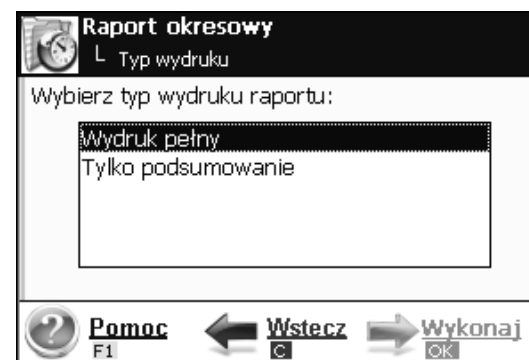 Raport okresowy
└ Typ wydruku
Wybierz typ wydruku raportu:
Wydruk pełny
Tylko podsumowanie
Pomoc Wstecz Wykonaj
F1 C OK